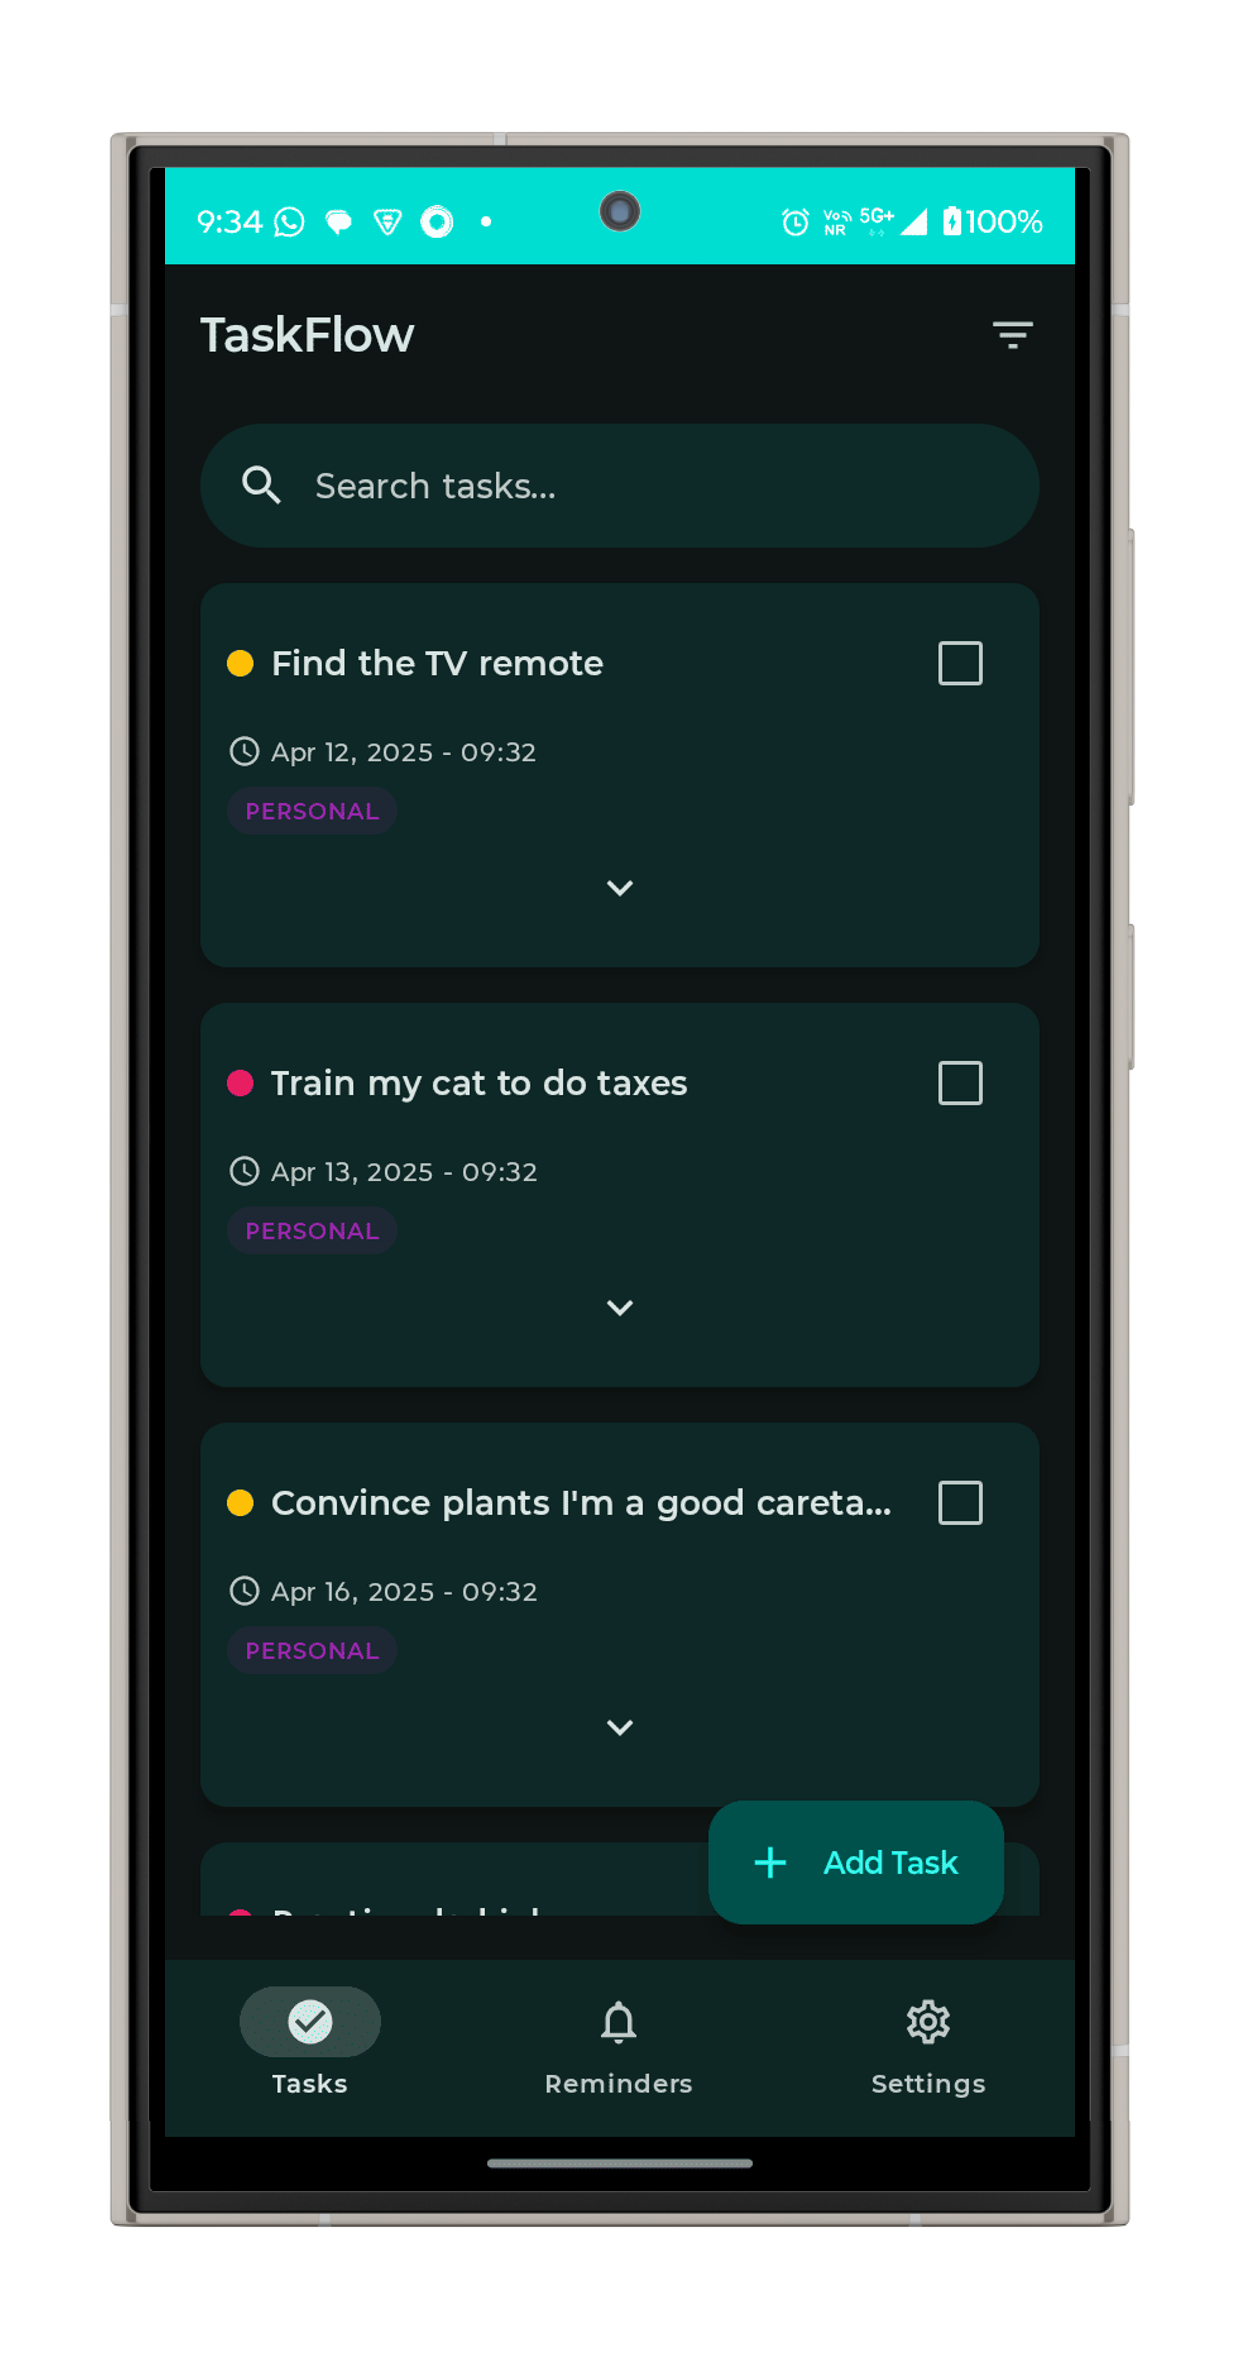 9:34
Vo))
NR
5G+
100%
TaskFlow
Search tasks...
Find the TV remote
Apr 12, 2025 - 09:32
PERSONAL
Train my cat to do taxes
Apr 13, 2025 - 09:32
PERSONAL
Convince plants I'm a good careta...
Apr 16, 2025 - 09:32
PERSONAL
Add Task
Tasks
Reminders
Settings